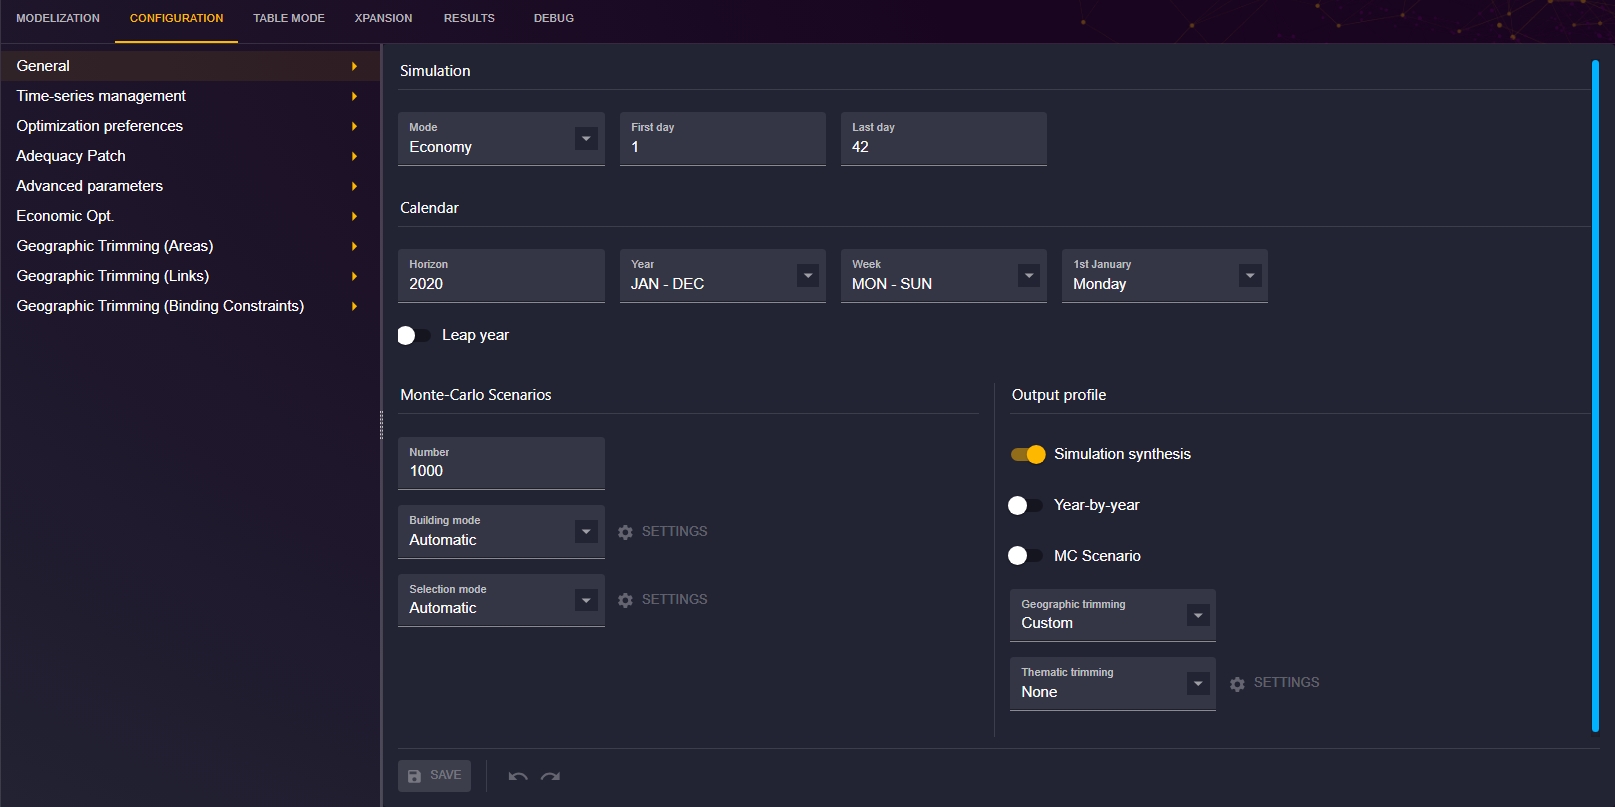 MODELIZATION CONFIGURATION TABLE MODE XPANSION RESULTS DEBUG
General
Time-series management
Optimization preferences
Adequacy Patch
Advanced parameters
Economic Opt.
Geographic Trimming (Areas)
Geographic Trimming (Links)
Geographic Trimming (Binding Constraints)
Simulation
Mode First day Last day
Economy 1 42
Calendar
Horizon Year Week 1st January
2020 JAN - DEC MON - SUN Monday
Leap year
Monte-Carlo Scenarios
Number
1000
Building mode
Automatic SETTINGS
Selection mode
Automatic SETTINGS
Output profile
Simulation synthesis
Year-by-year
MC Scenario
Geographic trimming
Custom
Thematic trimming
None SETTINGS
SAVE